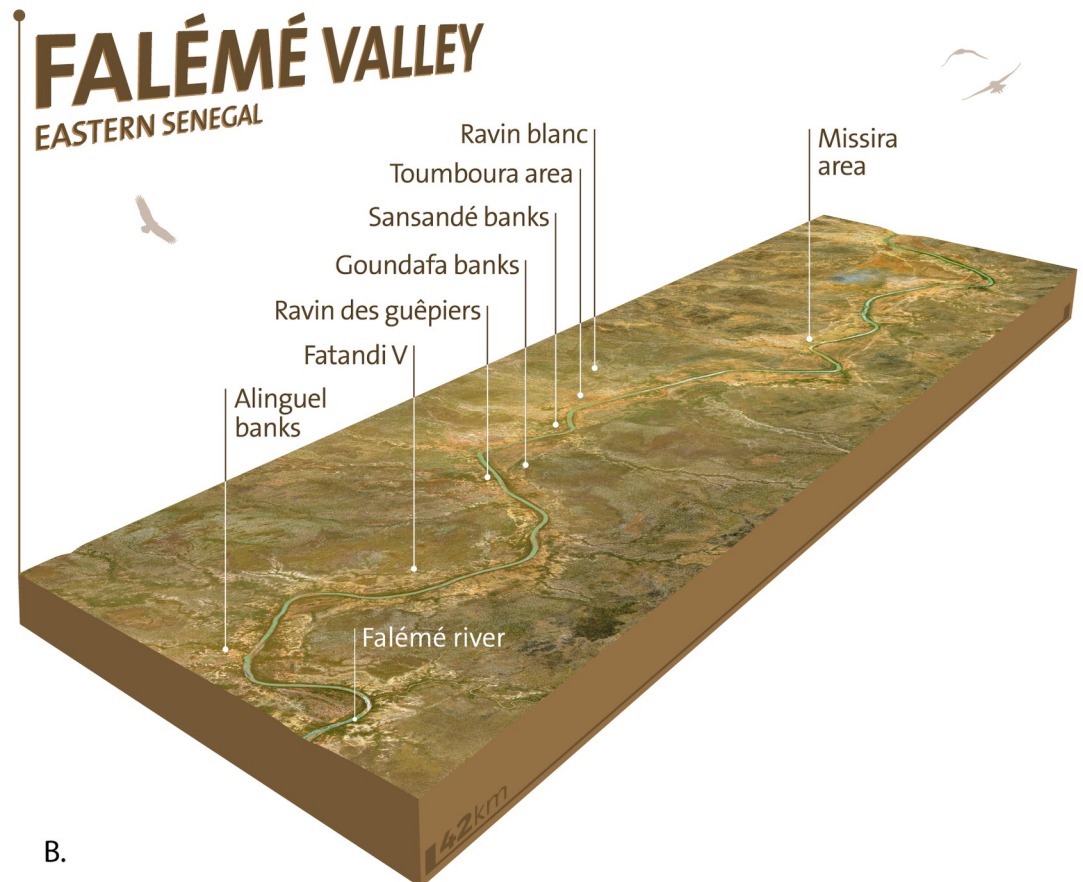 FALÉMÉ VALLEY
EASTERN SENEGAL
Ravin blanc
Missira
area
Toumboura area
Sansandé banks
Goundafa banks
Ravin des guêpiers
Fatandi V
Alinguel
banks
Falémé river
42km
B.